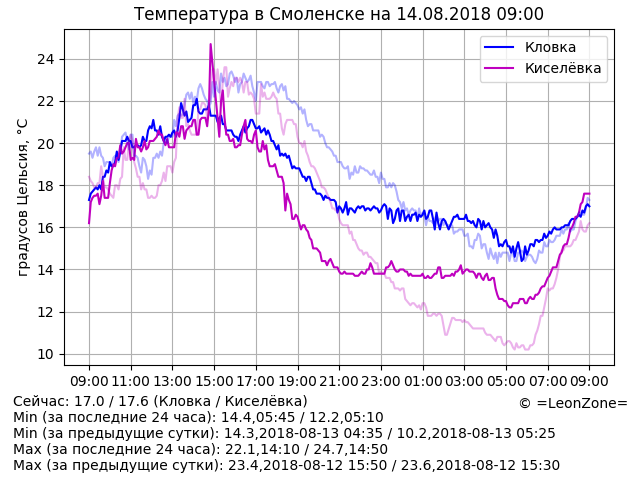 Температура в Смоленске на 14.08.2018 09:00
Кловка
Киселёвка
градусов Цельсия, °C
24
22
20
18
16
14
12
10
09:00 11:00 13:00 15:00 17:00 19:00 21:00 23:00 01:00 03:00 05:00 07:00 09:00
Сейчас: 17.0 / 17.6 (Кловка / Киселёвка)
© =LeonZone=
Min (за последние 24 часа): 14.4,05:45 / 12.2,05:10
Min (за предыдущие сутки): 14.3,2018-08-13 04:35 / 10.2,2018-08-13 05:25
Max (за последние 24 часа): 22.1,14:10 / 24.7,14:50
Max (за предыдущие сутки): 23.4,2018-08-12 15:50 / 23.6,2018-08-12 15:30